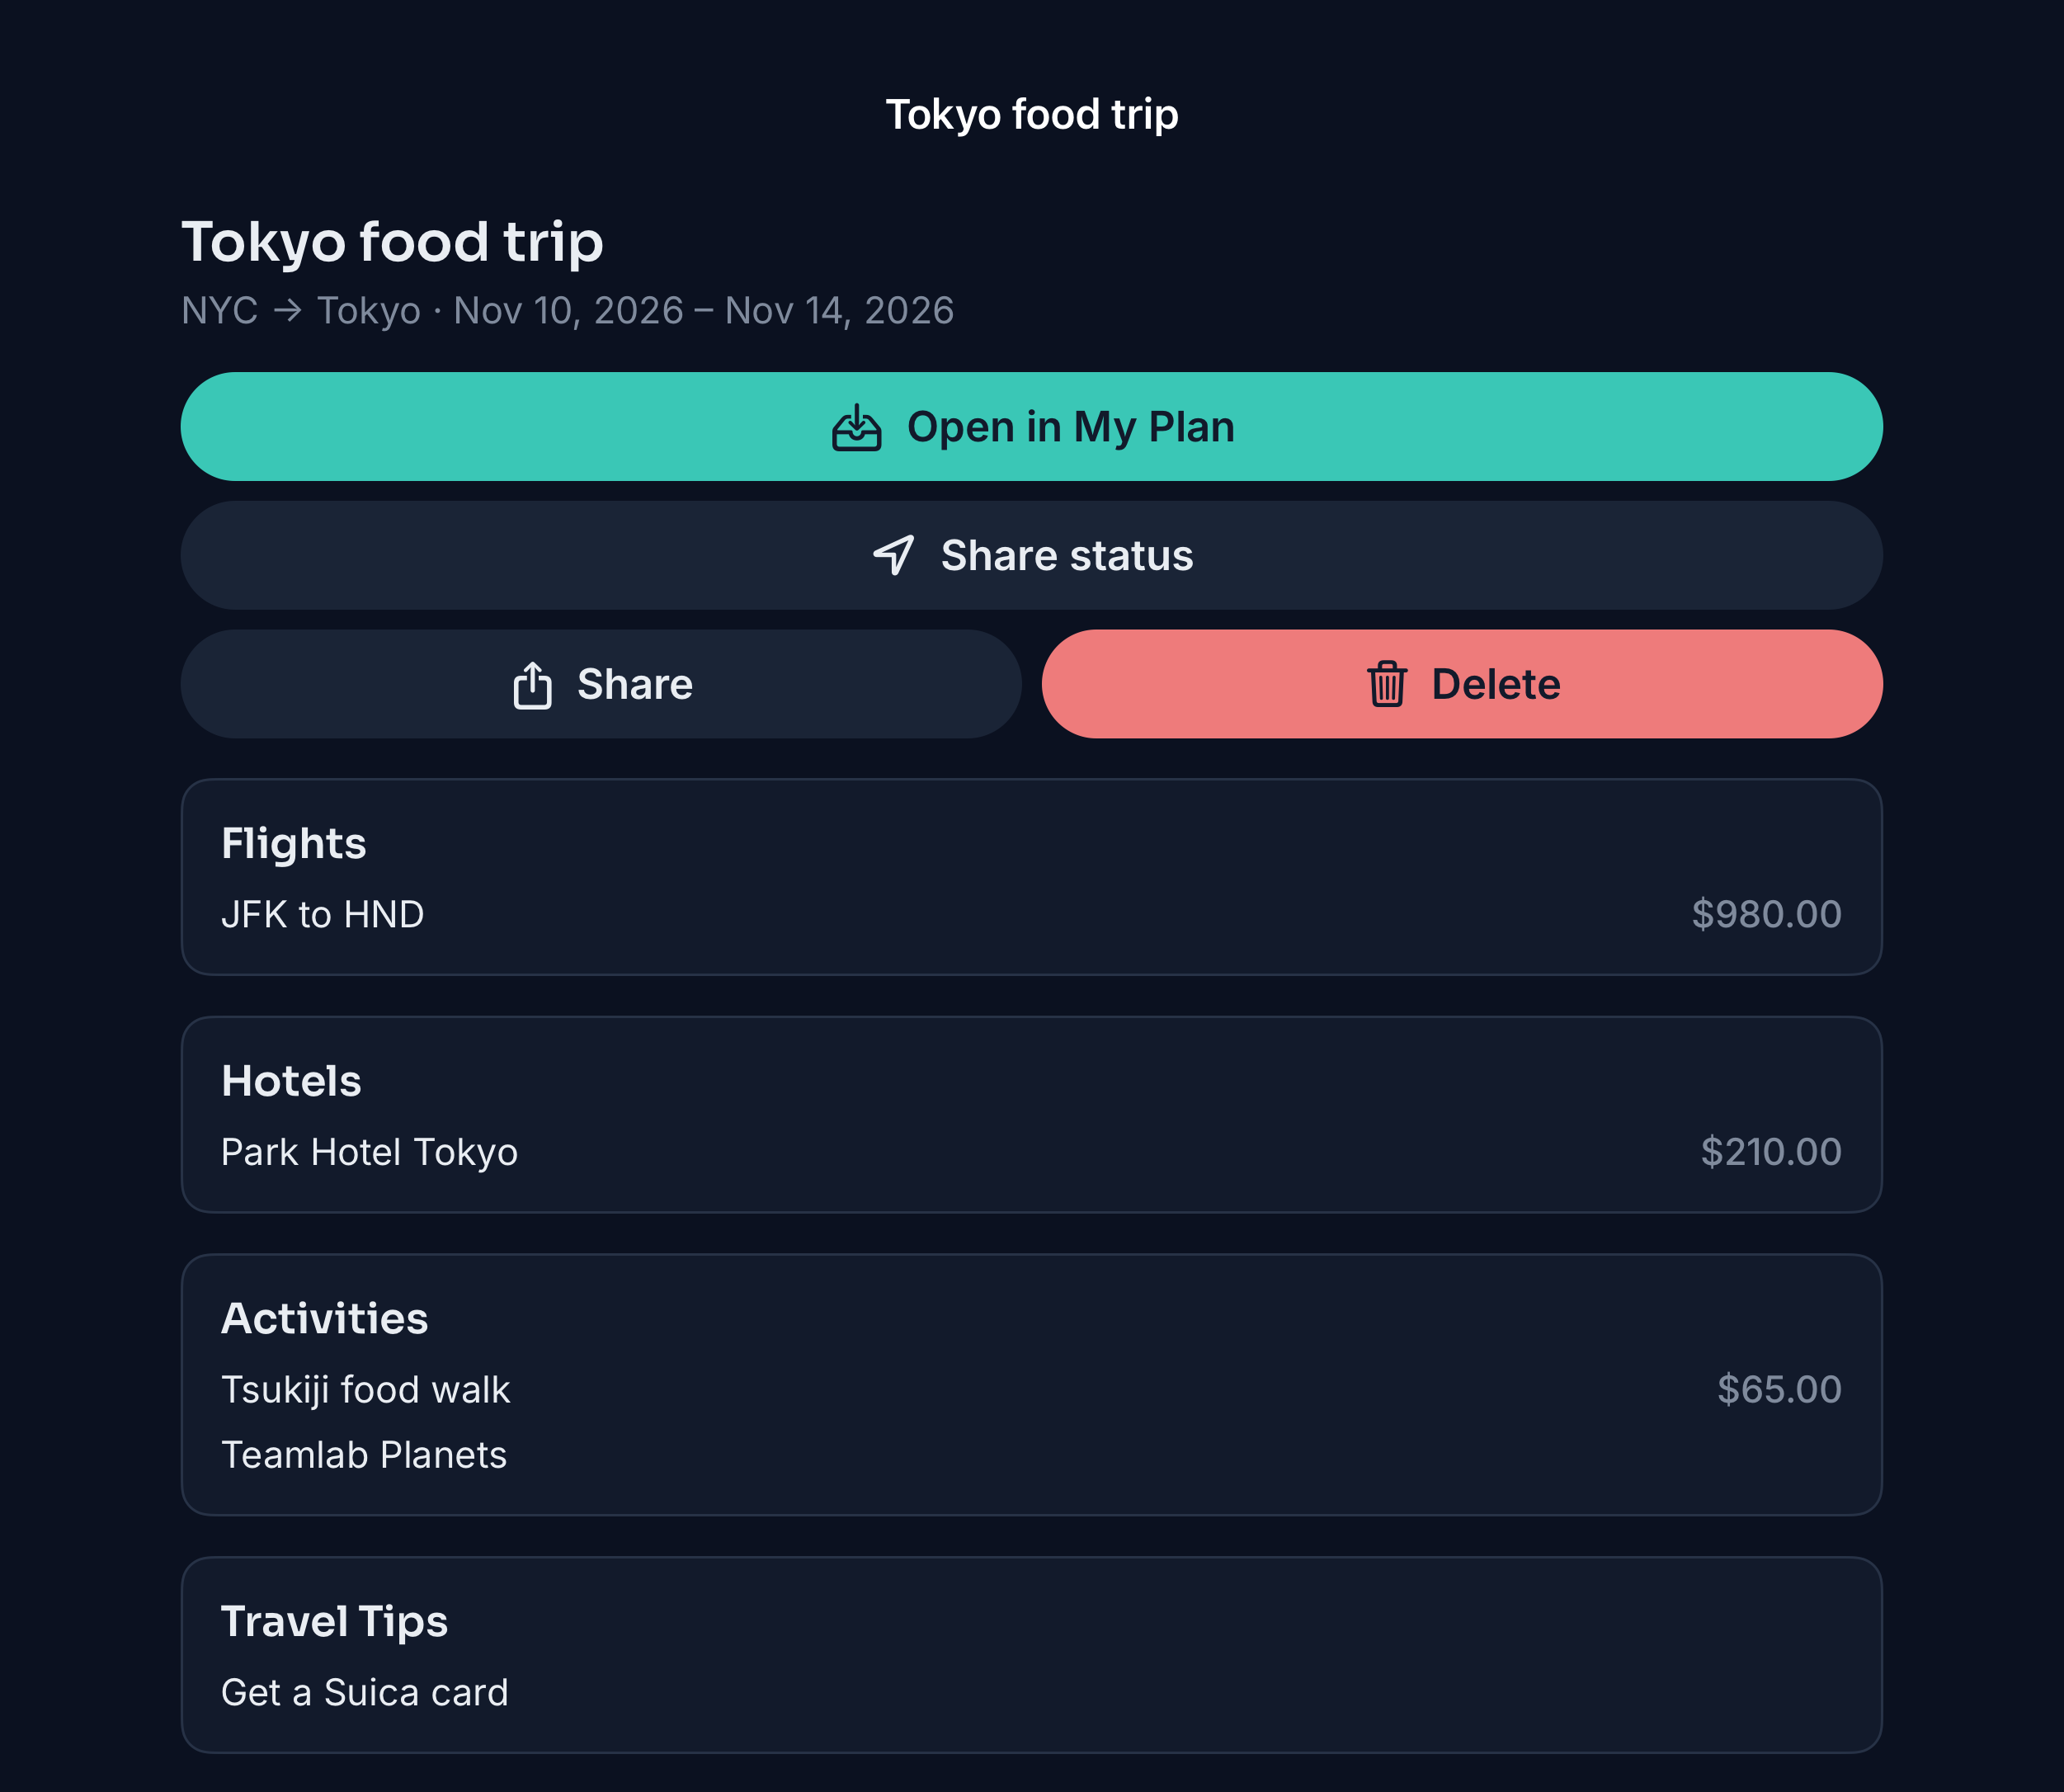 Tokyo food trip
Tokyo food trip
NYC → Tokyo · Nov 10, 2026 – Nov 14, 2026
Open in My Plan
Share status
Share
Delete
Flights
JFK to HND $980.00
Hotels
Park Hotel Tokyo $210.00
Activities
Tsukiji food walk $65.00
Teamlab Planets
Travel Tips
Get a Suica card